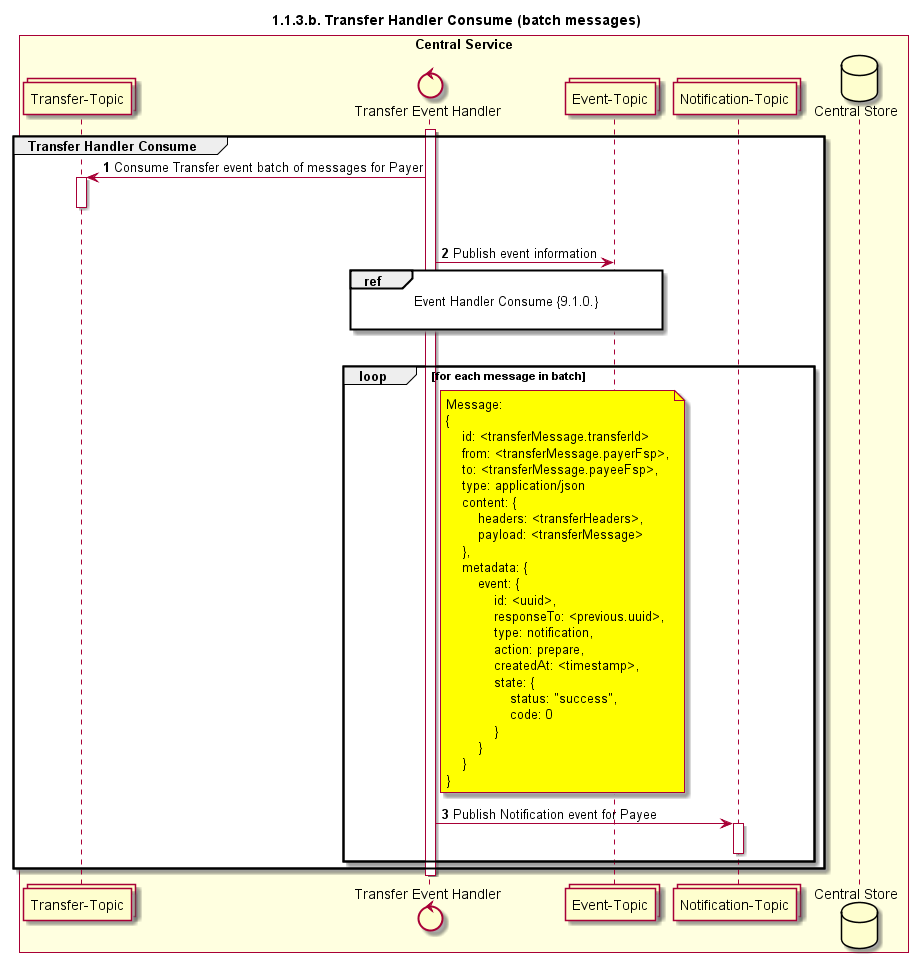 1.1.3.b. Transfer Handler Consume (batch messages)
Central Service
Transfer-Topic
Transfer Event Handler
Event-Topic
Notification-Topic
Central Store
Transfer Handler Consume
1 Consume Transfer event batch of messages for Payer
2 Publish event information
ref
Event Handler Consume {9.1.0.}
loop
[for each message in batch]
Message:
{
id: <transferMessage.transferId>
from: <transferMessage.payerFsp>,
to: <transferMessage.payeeFsp>,
type: application/json
content: {
headers: <transferHeaders>,
payload: <transferMessage>
},
metadata: {
event: {
id: <uuid>,
responseTo: <previous.uuid>,
type: notification,
action: prepare,
createdAt: <timestamp>,
state: {
status: "success",
code: 0
}
}
}
}
3 Publish Notification event for Payee
Transfer-Topic
Transfer Event Handler
Event-Topic
Notification-Topic
Central Store